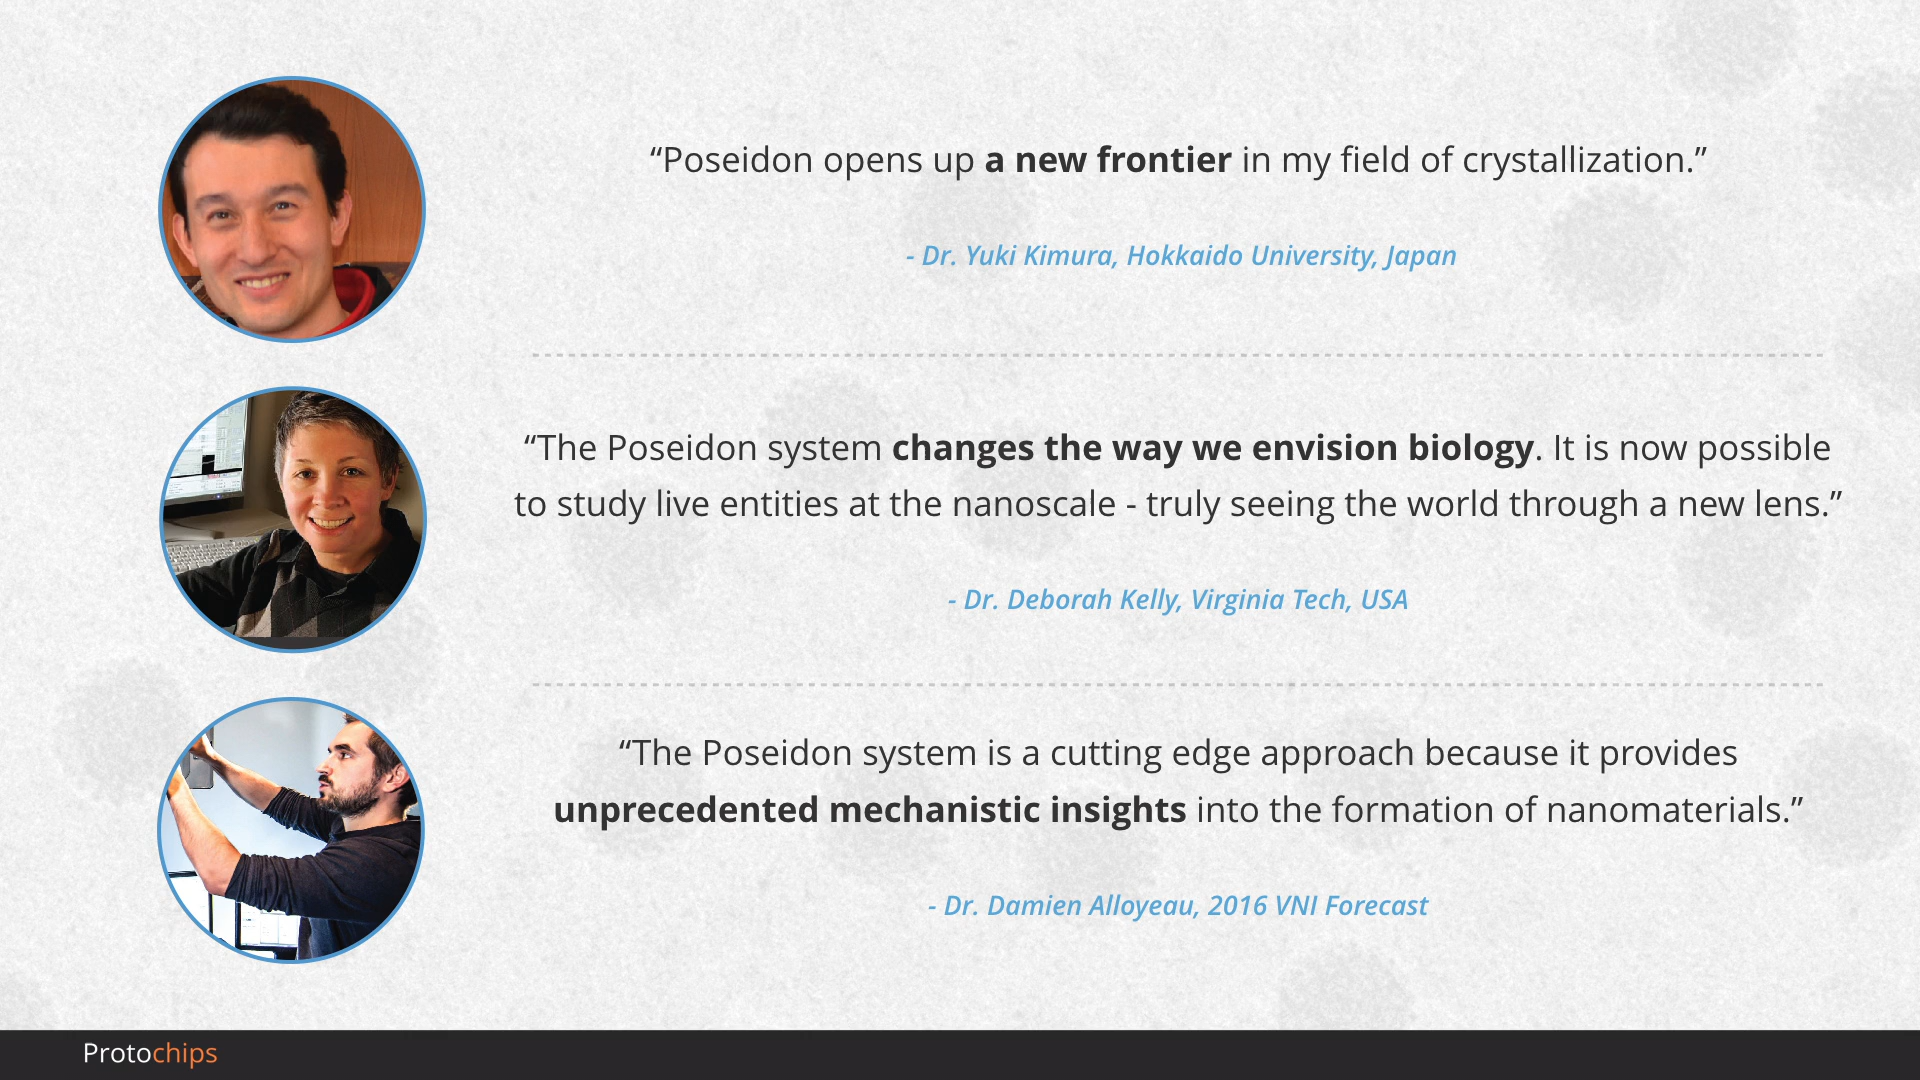 “Poseidon opens up a new frontier in my field of crystallization.”
- Dr. Yuki Kimura, Hokkaido University, Japan
“The Poseidon system changes the way we envision biology. It is now possible
to study live entities at the nanoscale - truly seeing the world through a new lens.”
- Dr. Deborah Kelly, Virginia Tech, USA
“The Poseidon system is a cutting edge approach because it provides
unprecedented mechanistic insights into the formation of nanomaterials.”
- Dr. Damien Alloyeau, 2016 VNI Forecast
Protochips